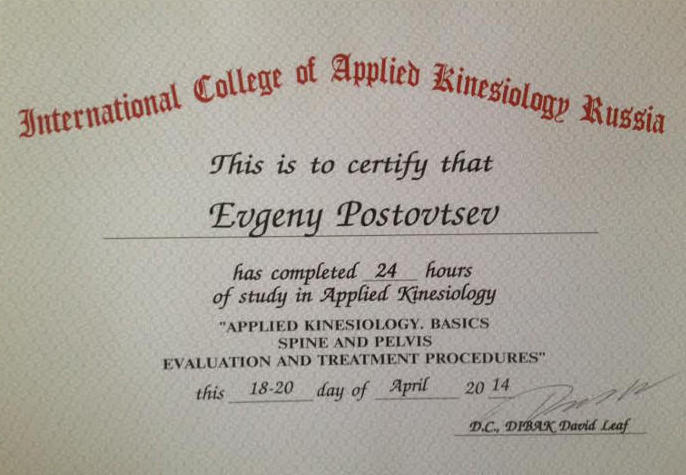 International College of Applied Kinesiology Russia
This is to certify that
Evgeny Postovtsev
has completed 24 hours
of study in Applied Kinesiology
"APPLIED KINESIOLOGY. BASICS
SPINE AND PELVIS
EVALUATION AND TREATMENT PROCEDURES"
this 18-20 day of April 20 14
D.C., DIBAK David Leaf